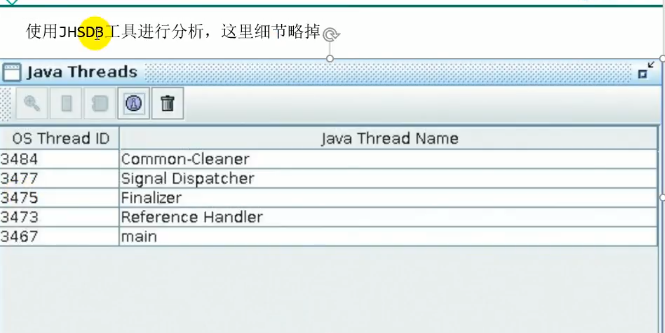 使用JHSDB工具进行分析，这里细节略掉
Java Threads
OS Thread ID Java Thread Name
3484 Common-Cleaner
3477 Signal Dispatcher
3475 Finalizer
3473 Reference Handler
3467 main